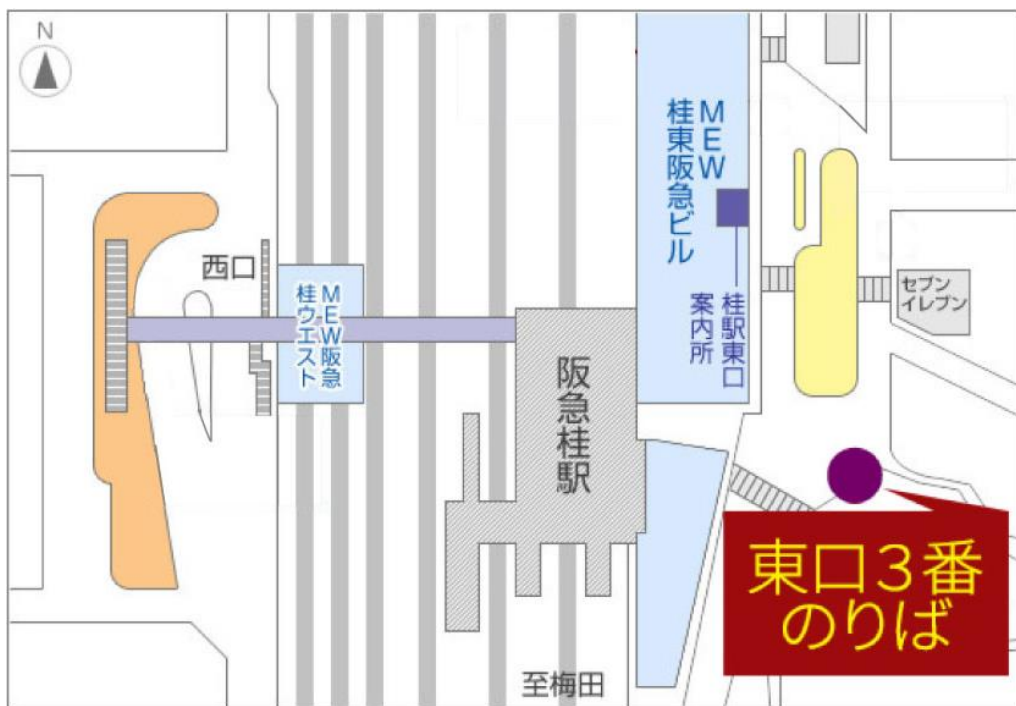 N
西口
MEW阪急
桂ウエスト
阪急桂駅
MEW
桂東阪急ビル
桂駅東口
案内所
セブン
イレブン
東口3番
のりば
至梅田